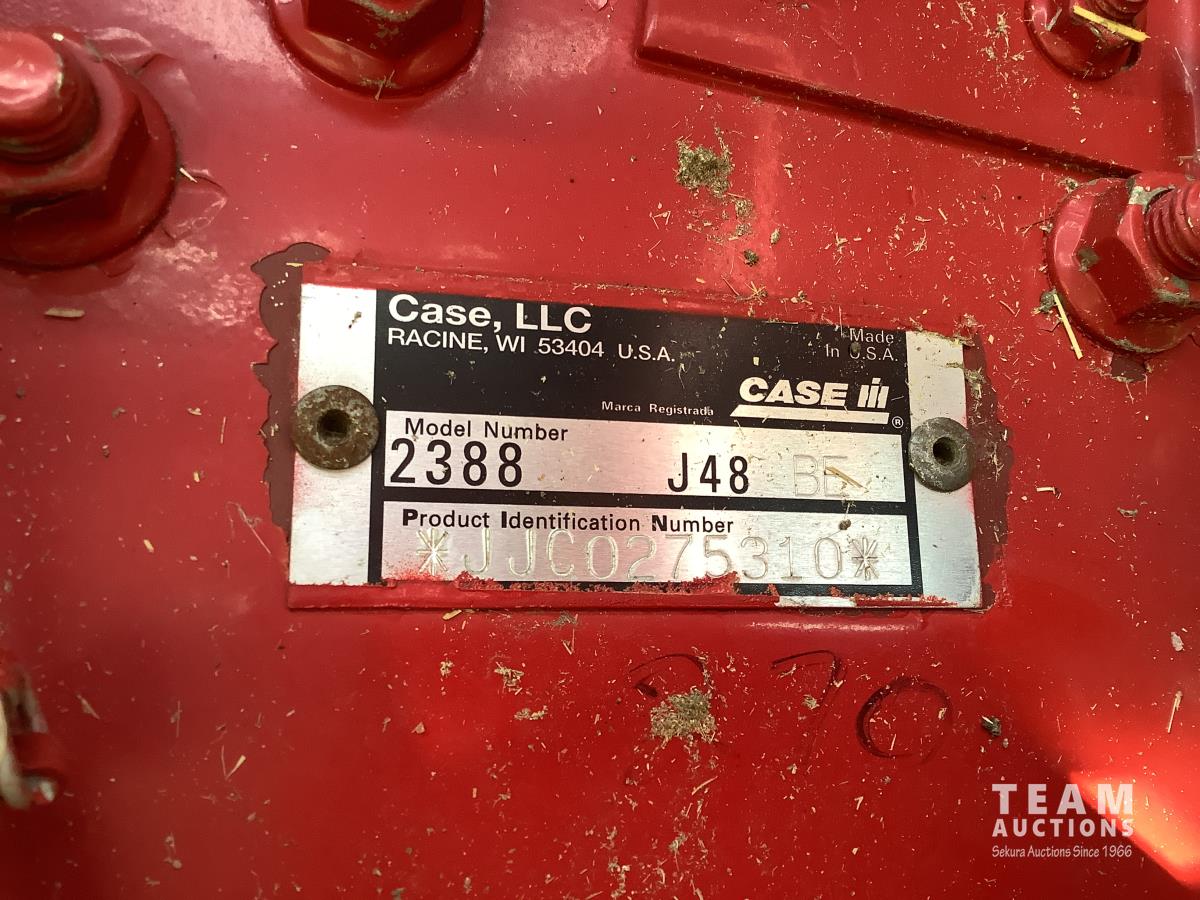 Case, LLC
RACINE, WI 53404 U.S.A.
Made
In U.S.A.
Marca Registrada
CASE IH ®
Model Number
2388 J48 BE
Product Identification Number
*JJC0275310*
270
TEAM
AUCTIONS
Sekura Auctions Since 1966